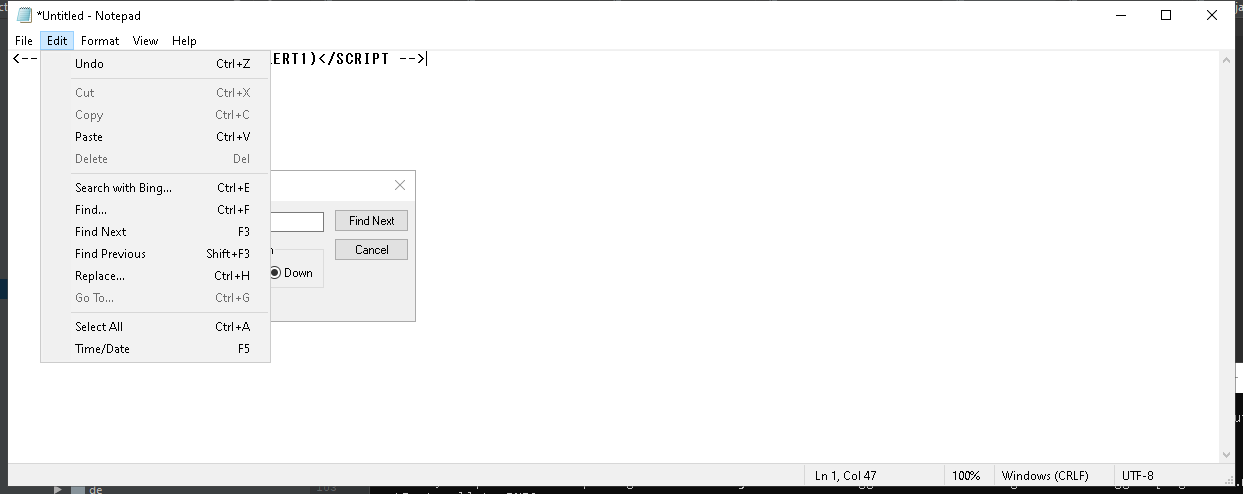 *Untitled - Notepad
File Edit Format View Help
<-- ERT1)</SCRIPT -->
Undo Ctrl+Z
Cut Ctrl+X
Copy Ctrl+C
Paste Ctrl+V
Delete Del
Search with Bing... Ctrl+E
Find... Ctrl+F
Find Next F3
Find Previous Shift+F3
Replace... Ctrl+H
Go To... Ctrl+G
Select All Ctrl+A
Time/Date F5
Find Next
Cancel
Down
Ln 1, Col 47 100% Windows (CRLF) UTF-8
de